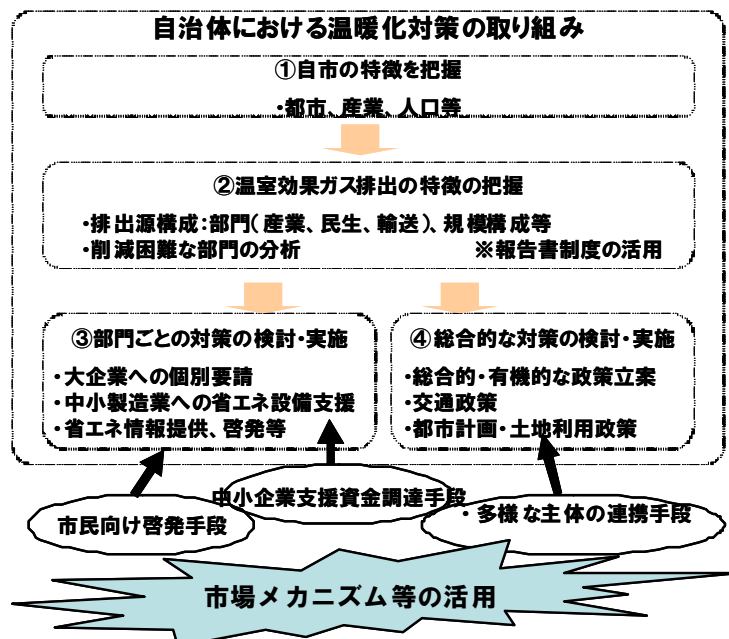 自治体における温暖化対策の取り組み
①自市の特徴を把握
・都市、産業、人口等
②温室効果ガス排出の特徴の把握
・排出源構成：部門（産業、民生、輸送）、規模構成等
・削減困難な部門の分析　※報告書制度の活用
③部門ごとの対策の検討・実施
・大企業への個別要請
・中小製造業への省エネ設備支援
・省エネ情報提供、啓発等
④総合的な対策の検討・実施
・総合的・有機的な政策立案
・交通政策
・都市計画・土地利用政策
市民向け啓発手段
中小企業支援資金調達手段
・多様な主体の連携手段
市場メカニズム等の活用